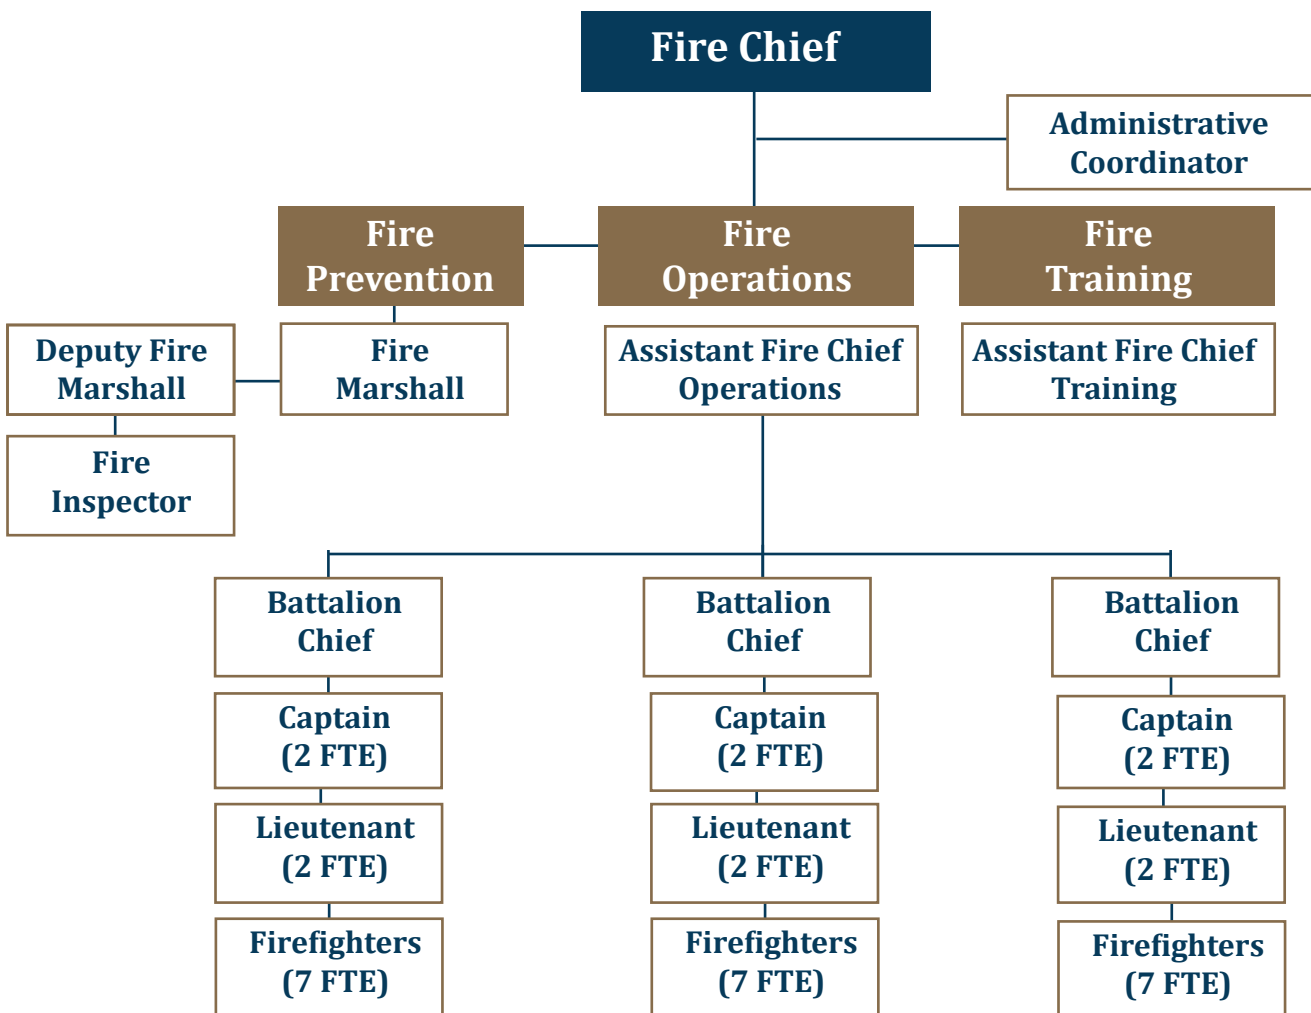 Fire Chief
Administrative
Coordinator
Fire
Prevention
Fire
Operations
Fire
Training
Deputy Fire
Marshall
Fire
Marshall
Assistant Fire Chief
Operations
Assistant Fire Chief
Training
Fire
Inspector
Battalion
Chief
Battalion
Chief
Battalion
Chief
Captain
(2 FTE)
Captain
(2 FTE)
Captain
(2 FTE)
Lieutenant
(2 FTE)
Lieutenant
(2 FTE)
Lieutenant
(2 FTE)
Firefighters
(7 FTE)
Firefighters
(7 FTE)
Firefighters
(7 FTE)